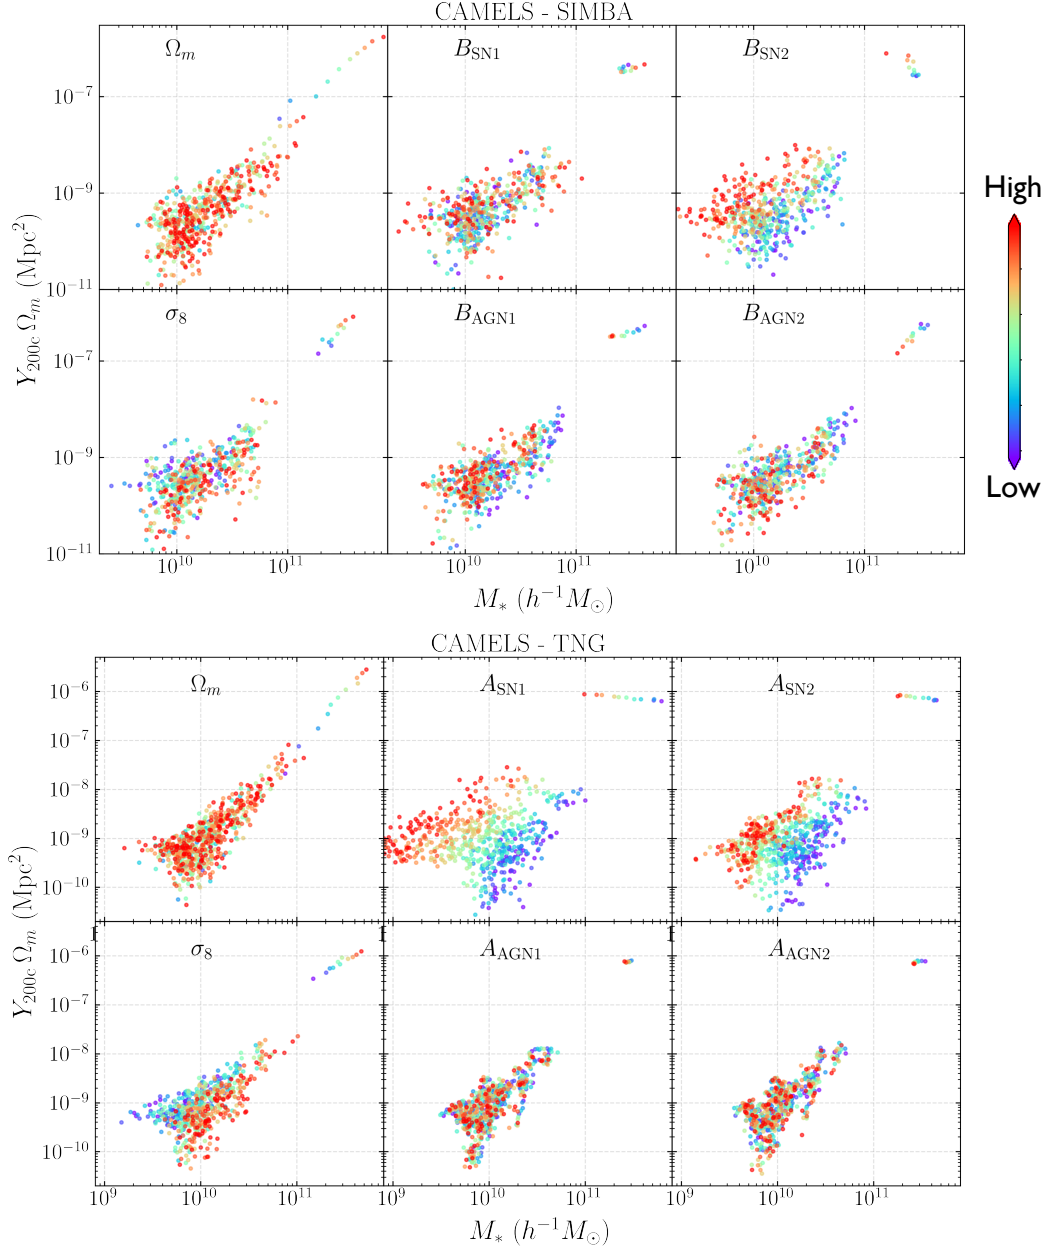 CAMELS - SIMBA
Ωm
BSN1
BSN2
10⁻⁷
10⁻⁹
10⁻¹¹
σ8
BAGN1
BAGN2
10⁻⁷
10⁻⁹
10⁻¹¹
Y200c Ωm (Mpc²)
10¹⁰ 10¹¹ 10¹⁰ 10¹¹ 10¹⁰ 10¹¹
M* (h⁻¹M⊙)
High
Low
CAMELS - TNG
Ωm
ASN1
ASN2
10⁻⁶
10⁻⁷
10⁻⁸
10⁻⁹
10⁻¹⁰
σ8
AAGN1
AAGN2
10⁻⁶
10⁻⁷
10⁻⁸
10⁻⁹
10⁻¹⁰
Y200c Ωm (Mpc²)
10⁹ 10¹⁰ 10¹¹ 10⁹ 10¹⁰ 10¹¹ 10⁹ 10¹⁰ 10¹¹
M* (h⁻¹M⊙)